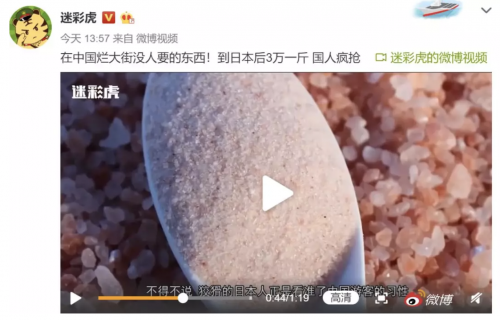 迷彩虎
今天 13:57 来自 微博视频
在中国烂大街没人要的东西！到日本后3万一斤 国人疯抢 迷彩虎的微博视频
迷彩虎
不得不说 狡猾的日本人正是看准了中国游客的习性
0:44/1:19 高清 微博